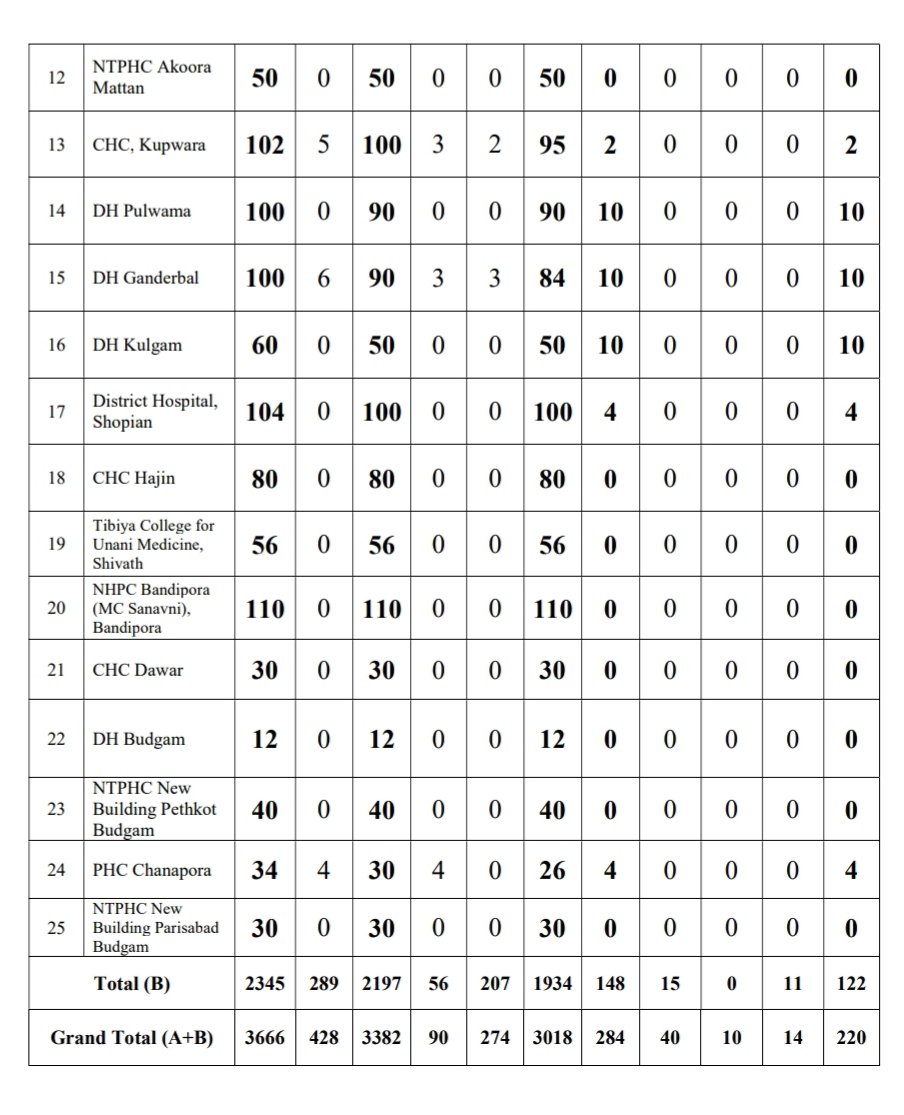 12 NTPHC Akoora Mattan 50 0 50 0 0 50 0 0 0 0 0
13 CHC, Kupwara 102 5 100 3 2 95 2 0 0 0 2
14 DH Pulwama 100 0 90 0 0 90 10 0 0 0 10
15 DH Ganderbal 100 6 90 3 3 84 10 0 0 0 10
16 DH Kulgam 60 0 50 0 0 50 10 0 0 0 10
17 District Hospital, Shopian 104 0 100 0 0 100 4 0 0 0 4
18 CHC Hajin 80 0 80 0 0 80 0 0 0 0 0
19 Tibiya College for Unani Medicine, Shivath 56 0 56 0 0 56 0 0 0 0 0
20 NHPC Bandipora (MC Sanavni), Bandipora 110 0 110 0 0 110 0 0 0 0 0
21 CHC Dawar 30 0 30 0 0 30 0 0 0 0 0
22 DH Budgam 12 0 12 0 0 12 0 0 0 0 0
23 NTPHC New Building Pethkot Budgam 40 0 40 0 0 40 0 0 0 0 0
24 PHC Chanapora 34 4 30 4 0 26 4 0 0 0 4
25 NTPHC New Building Parisabad Budgam 30 0 30 0 0 30 0 0 0 0 0
Total (B) 2345 289 2197 56 207 1934 148 15 0 11 122
Grand Total (A+B) 3666 428 3382 90 274 3018 284 40 10 14 220